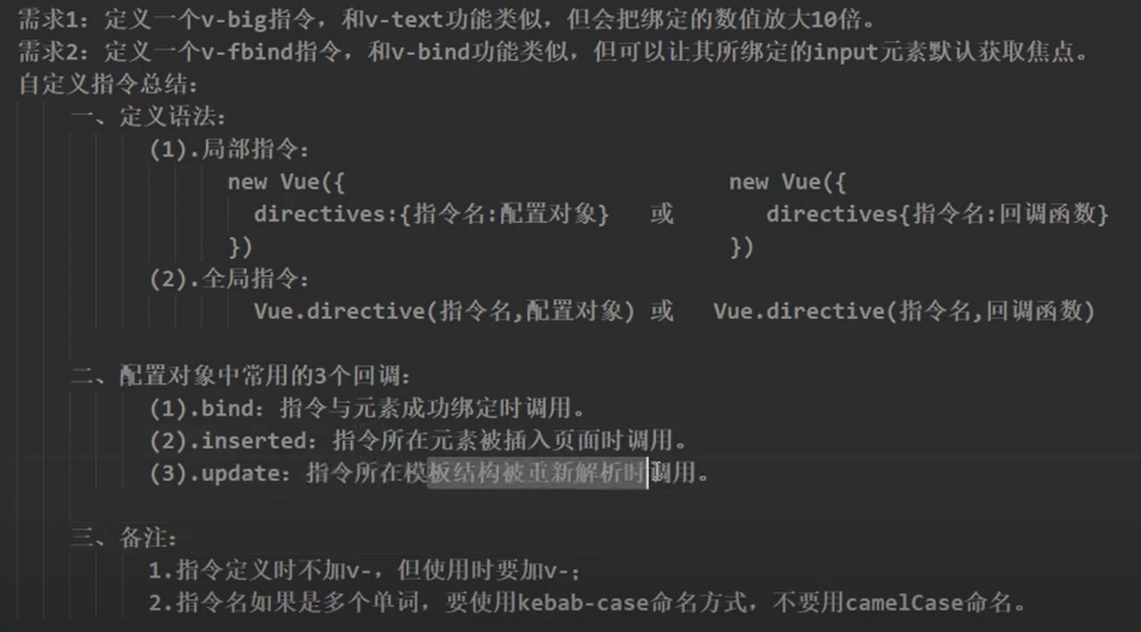 需求1: 定义一个v-big指令, 和v-text功能类似, 但会把绑定的数值放大10倍。
需求2: 定义一个v-fbind指令, 和v-bind功能类似, 但可以让其所绑定的input元素默认获取焦点。
自定义指令总结:
一、定义语法:
(1).局部指令:
new Vue({ new Vue({
directives:{指令名:配置对象} 或 directives{指令名:回调函数}
}) })
(2).全局指令:
Vue.directive(指令名,配置对象) 或 Vue.directive(指令名,回调函数)
二、配置对象中常用的3个回调:
(1).bind: 指令与元素成功绑定时调用。
(2).inserted: 指令所在元素被插入页面时调用。
(3).update: 指令所在模板结构被重新解析时调用。
三、备注:
1.指令定义时不加v-, 但使用时要加v-;
2.指令名如果是多个单词, 要使用kebab-case命名方式, 不要用camelCase命名。